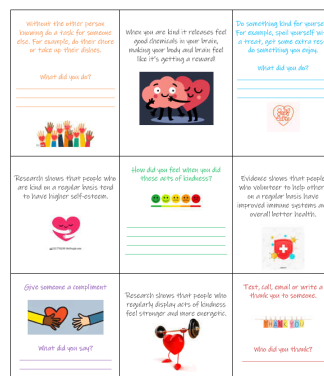 Without the other person
knowing do a task for someone
else. For example, do their chore
or take up their dishes.
What did you do?
When you are kind it releases feel
good chemicals in your brain,
making your body and brain feel
like it's getting a reward!
Do something kind for yourse
For example, spoil yourself wi
a treat, get some extra res
do something you enjoy.
What did you do?
Research shows that people who
are kind on a regular basis tend
to have higher self-esteem.
How did you feel when you did
these acts of kindness?
Evidence shows that people
who volunteer to help other
on a regular basis have
improved immune systems an
overall better health.
Give someone a compliment
What did you say?
Research shows that people who
regularly display acts of kindness
feel stronger and more energetic.
Text, call, email or write a
thank you to someone.
THANK YOU
Who did you thank?